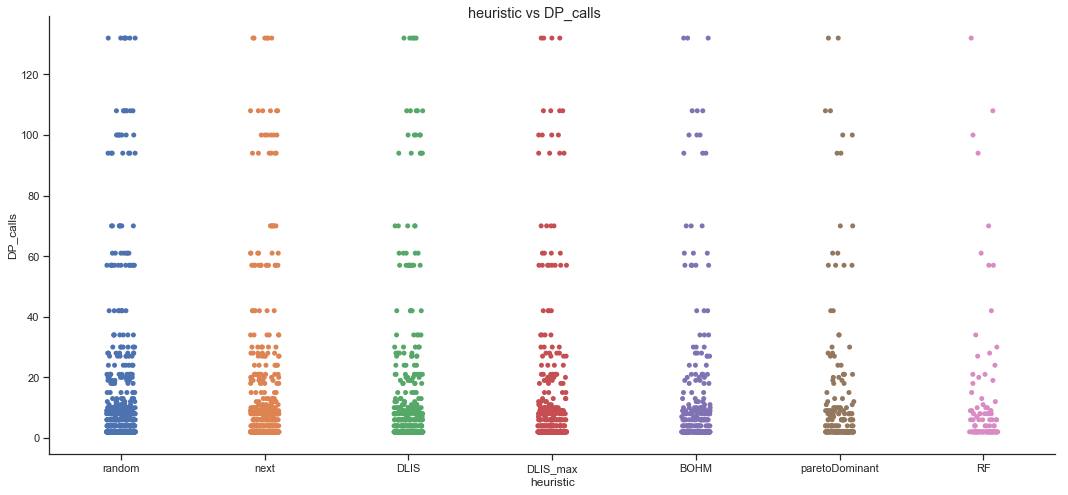 heuristic vs DP_calls
DP_calls
120
100
80
60
40
20
0
random next DLIS DLIS_max BOHM paretoDominant RF
heuristic